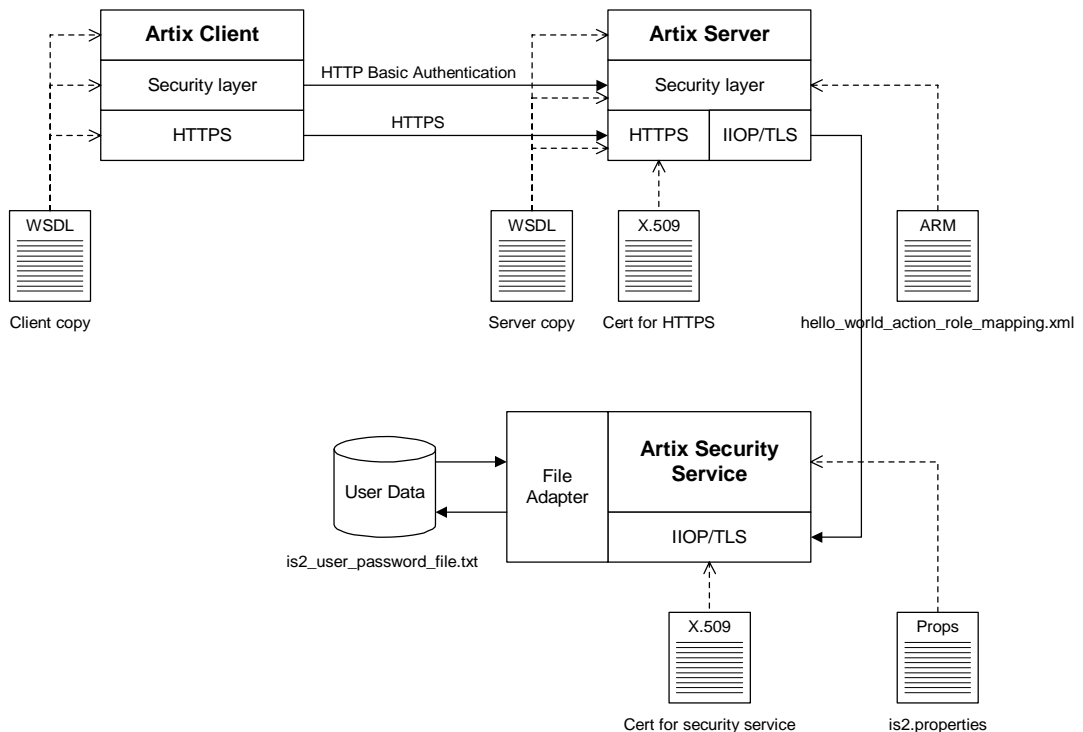 Artix Client
Artix Server
HTTP Basic Authentication
Security layer
Security layer
HTTPS
HTTPS
HTTPS
IIOP/TLS
WSDL
WSDL
X.509
ARM
Client copy
Server copy
Cert for HTTPS
hello_world_action_role_mapping.xml
User Data
File
Adapter
Artix Security
Service
IIOP/TLS
is2_user_password_file.txt
X.509
Props
Cert for security service
is2.properties